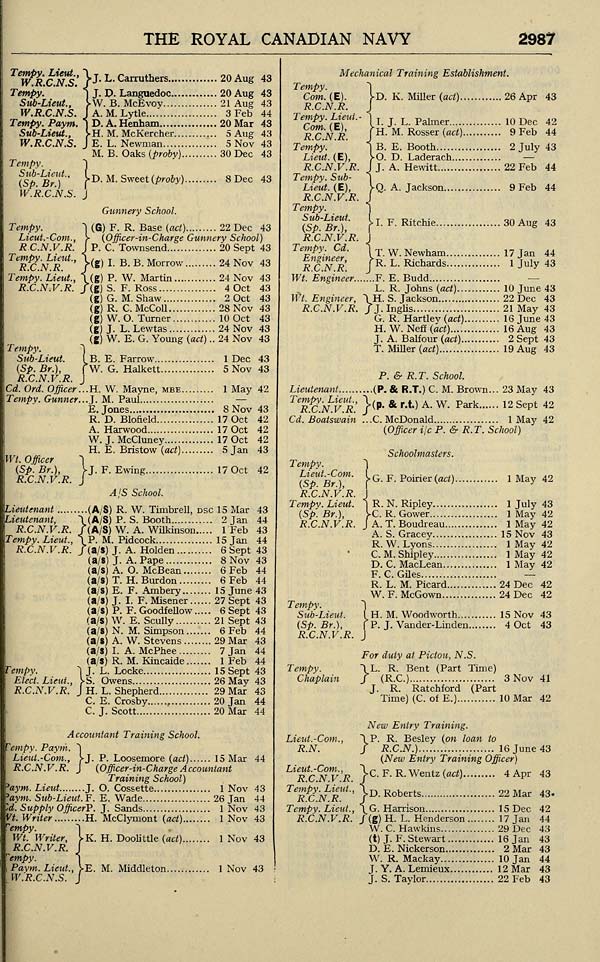 THE ROYAL CANADIAN NAVY 2987
Tempy. Lieut., W.R.C.N.S. } J. L. Carruthers.............. 20 Aug 43
Tempy. } J. D. Languedoc............ 20 Aug 43
Sub-Lieut., } W. B. McEvoy................ 21 Aug 43
W.R.C.N.S. } A. M. Lytle..................... 3 Feb 44
Tempy. Paym. } D. A. Henham.................. 20 Mar 43
Sub-Lieut., } H. M. McKercher............ 5 Aug 43
W.R.C.N.S. } E. L. Newman................ 5 Nov 43
M. B. Oaks (proby).......... 30 Dec 43
Tempy.
Sub-Lieut.,
(Sp. Br.) } D. M. Sweet (proby)......... 8 Dec 43
W.R.C.N.S.
Gunnery School.
Tempy. } (G) F. R. Base (act)......... 22 Dec 43
Lieut.-Com., } (Officer-in-Charge Gunnery School)
R C.N.V.R. } P. C. Townsend............... 20 Sept 43
Tempy. Lieut., R.C.N.R. } (g) I. B. B. Morrow......... 24 Nov 43
Tempy. Lieut., } (g) P. W. Martin ............ 24 Nov 43
R.C.N.V.R. } (g) S. F. Ross ................ 4 Oct 43
(g) G. M. Shaw............... 2 Oct 43
(g) R. C. McColl............. 28 Nov 43
(g) W. O. Turner ............ 10 Oct 43
(g) J. L. Lewtas ............. 24 Nov 43
(g) W. E. G. Young (act) .. 24 Nov 43
Tempy.
Sub-Lieut. } B. E. Farrow.................. 1 Dec 43
(Sp. Br.), } W. G. Halkett................ 5 Nov 43
R.C.N.V.R.
Cd. Ord. Officer...H. W. Mayne, MBE......... 1 May 42
Tempy. Gunner...J. M. Paul..................... —
E. Jones......................... 8 Nov 43
R. D. Blofield.................. 17 Oct 42
A. Harwood.................... 17 Oct 42
W. J. McCluney............... 17 Oct 42
H. E. Bristow (act)........... 5 Jan 43
Wt. Officer
(Sp. Br.), } J. F. Ewing.................... 17 Oct 42
R.C.N.V.R.
A/S School.
Lieutenant .........(A/S) R. W. Timbrell, DSC 15 Mar 43
Lieutenant, } (A/S) P. S. Booth............ 2 Jan 44
R.C.N.V.R. } (A/S) W. A. Wilkinson..... 1 Feb 43
Tempy. Lieut., } P. M. Pidcock................. 15 Jan 44
R.C.N.V.R. } (a/s) J. A. Holden .......... 6 Sept 43
(a/s) J. A. Pape.............. 8 Nov 43
(a/s) A. O. McBean ........ 6 Feb 44
(a/s) T. H. Burdon ......... 6 Feb 44
(a/s) E. F. Ambery........ 15 June 43
(a/s) J. I. F. Misener ...... 27 Sept 43
(a/s) P. F. Goodfellow .... 6 Sept 43
(a/s) W. E. Scully .......... 21 Sept 43
(a/s) N. M. Simpson ....... 6 Feb 44
(a/s) A. W. Stevens ........ 29 Mar 43
(a/s) I. A. McPhee ......... 7 Jan 44
(a/s) R. M. Kincaide ...... 1 Feb 44
Tempy. } J. L. Locke.................... 15 Sept 43
Elect. Lieut., } S. Owens....................... 26 May 43
R.C.N.V.R. } H. L. Shepherd.............. 29 Mar 43
C. E. Crosby.................. 20 Jan 44
C. J. Scott...................... 20 Mar 44
Accountant Training School.
Tempy. Paym. }
Lieut.-Com., } J. P. Loosemore (act)...... 15 Mar 44
R.C.N.V.R. } (Officer-in-Charge Accountant
Training School)
Paym. Lieut........J. O. Cossette................. 1 Nov 43
Paym. Sub-Lieut. F. E. Wade.................... 26 Jan 44
Cd. Supply Officer P. J. Sands.................... 1 Nov 43
Wt. Writer .........H. McClymont (act)........ 1 Nov 43
Tempy.
Wt. Writer, } K. H. Doolittle (act)........ 1 Nov 43
R.C.N.V.R.
Tempy.
Paym. Lieut., } E. M. Middleton............. 1 Nov 43
W.R.C.N.S.
Mechanical Training Establishment.
Tempy.
Com. (E). } D. K. Miller (act)............ 26 Apr 43
R.C.N.R.
Tempy. Lieut.-
Com. (E), } I. J. L. Palmer................ 10 Dec 42
R.C.N.R. } H. M. Rosser (act)........... 9 Feb 44
Tempy. } B. E. Booth................... 2 July 43
Lieut. (E), } O. D. Laderach............... —
R.C.N.V.R. } J. A. Hewitt................... 22 Feb 44
Tempy. Sub-
Lieut. (E), } Q. A. Jackson................. 9 Feb 44
R.C.N.V.R.
Tempy.
Sub-Lieut.
(Sp. Br.), } I. F. Ritchie.................... 30 Aug 43
R.C.N.V.R.
Tempy. Cd.
Engineer, } T. W. Newham............... 17 Jan 44
R.C.N.R. } R. L. Richards................ 1 July 43
Wt. Engineer.......F. E. Budd.................... —
L. R. Johns (act)............. 10 June 43
Wt. Engineer, } H. S. Jackson................. 22 Dec 43
R.C.N.V.R. } J. Inglis......................... 21 May 43
G. R. Hartley (act).......... 16 June 43
H. W. Neff (act).............. 16 Aug 43
J. A. Balfour (act)........... 2 Sept 43
T. Miller (act)................. 19 Aug 43
P. & R.T. School.
Lieutenant..........(P. & R.T.) C. M. Brown... 23 May 43
Tempy. Lieut., R.C.N.V.R. } (p. & r.t.) A. W. Park...... 12 Sept 42
Cd. Boatswain ...C. McDonald.................. 1 May 42
(Officer i/c P. & R.T. School)
Schoolmasters.
Tempy.
Lieut.-Com. } G. F. Poirier (act)............ 1 May 42
(Sp. Br.),
R.C.N.V.R.
Tempy. Lieut. } R. N. Ripley.................. 1 July 43
(Sp. Br.), } C. R. Gower................... 1 May 42
R.C.N.V.R. } A. T. Boudreau............... 1 May 42
A. S. Gracey................... 15 Nov 43
R. W. Lyons................... 1 May 42
C. M. Shipley.................. 1 May 42
D. C. MacLean............... 1 May 42
F. C. Giles...................... —
R. L. M. Picard.............. 24 Dec 42
W. F. McGown............... 24 Dec 42
Tempy.
Sub-Lieut. } H. M. Woodworth........... 15 Nov 43
(Sp. Br.), } P. J. Vander-Linden........ 4 Oct 43
R.C.N.V.R.
For duty at Pictou, N.S.
Tempy. } L. R. Bent (Part Time)
Chaplain } (R.C.)........................ 3 Nov 41
J. R. Ratchford (Part
Time) (C. of E.)........... 10 Mar 42
New Entry Training.
Lieut.-Com., } P. R. Besley (on loan to
R.N. } R.C.N.)..................... 16 June 43
(New Entry Training Officer)
Lieut.-Com., R.C.N.V.R. } C. F. R. Wentz (act)......... 4 Apr 43
Tempy. Lieut., R.C.N.R. } D. Roberts..................... 22 Mar 43
Tempy. Lieut., } G. Harrison.................... 15 Dec 42
R.C.N.V.R. } (g) H. L. Henderson ....... 17 Jan 44
W. C. Hawkins............... 29 Dec 43
(t) J. F. Stewart............. 16 Jan 43
D. E. Nickerson.............. 2 Mar 43
W. R. Mackay................ 10 Jan 44
J. Y. A. Lemieux............. 12 Mar 43
J. S. Taylor.................... 22 Feb 43